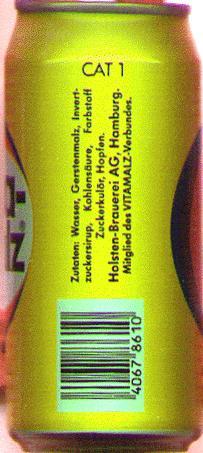 CAT 1
Zutaten: Wasser, Gerstenmalz, Invert-
zuckersirup, Kohlensäure, Farbstoff
Zuckerkulör, Hopfen.
Holsten-Brauerei AG, Hamburg.
Mitglied des VITAMALZ-Verbundes.
4067 8610